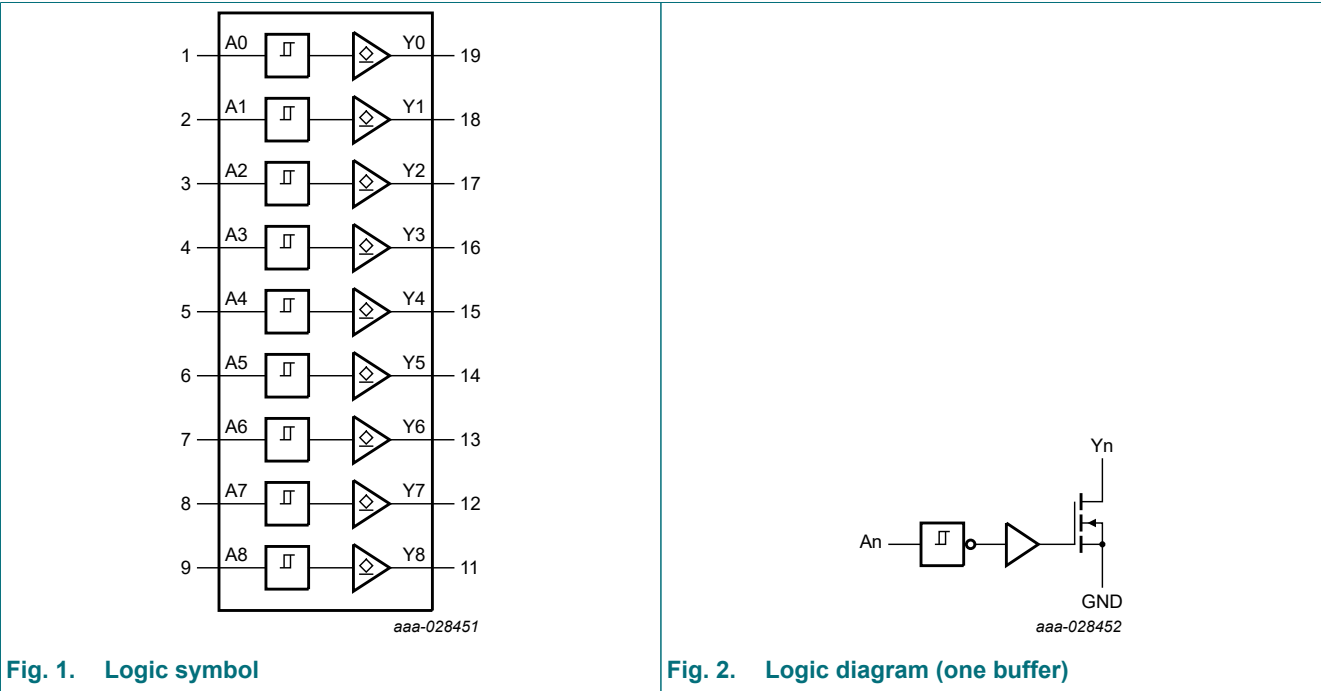 1 A0 Y0 19
2 A1 Y1 18
3 A2 Y2 17
4 A3 Y3 16
5 A4 Y4 15
6 A5 Y5 14
7 A6 Y6 13
8 A7 Y7 12
9 A8 Y8 11
aaa-028451
Fig. 1. Logic symbol
Yn
An
GND
aaa-028452
Fig. 2. Logic diagram (one buffer)